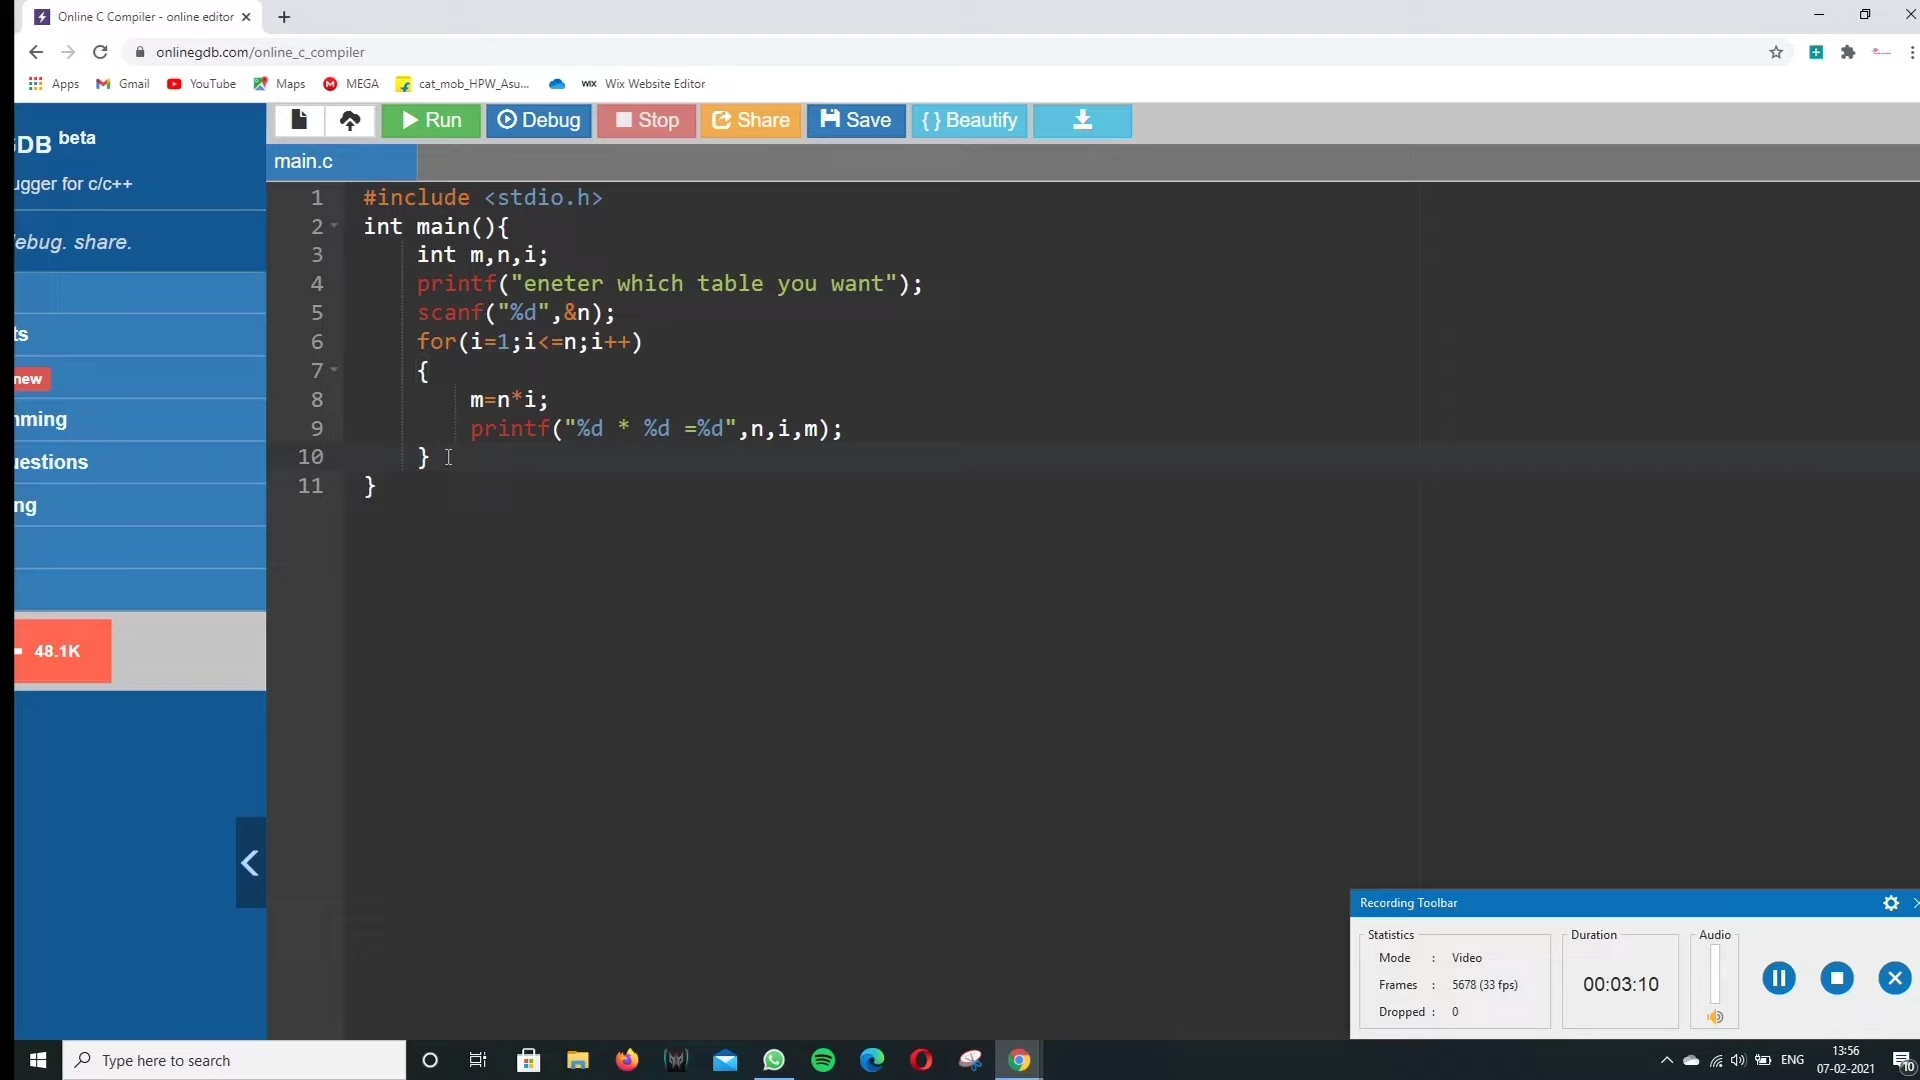 Online C Compiler - online editor
onlinegdb.com/online_c_compiler
Apps Gmail YouTube Maps MEGA cat_mob_HPW_Asu... WIX Wix Website Editor
GDB beta
ugger for c/c++
ebug. share.
ts
new
mming
uestions
ng
48.1K
Run Debug Stop Share Save { } Beautify
main.c
1 #include <stdio.h>
2 int main(){
3 int m,n,i;
4 printf("eneter which table you want");
5 scanf("%d",&n);
6 for(i=1;i<=n;i++)
7 {
8 m=n*i;
9 printf("%d * %d =%d",n,i,m);
10 }
11 }
Recording Toolbar
Statistics
Mode : Video
Frames : 5678 (33 fps)
Dropped : 0
Duration
00:03:10
Audio
Type here to search
ENG
13:56
07-02-2021
10